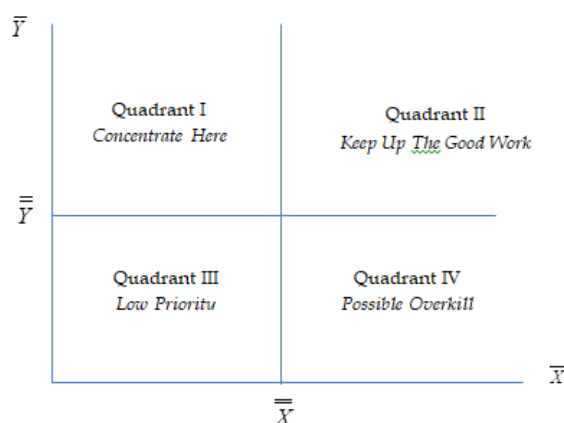 Y̅
Quadrant I
Concentrate Here
Quadrant II
Keep Up The Good Work
Y̿
Quadrant III
Low Priority
Quadrant IV
Possible Overkill
X̅
X̿